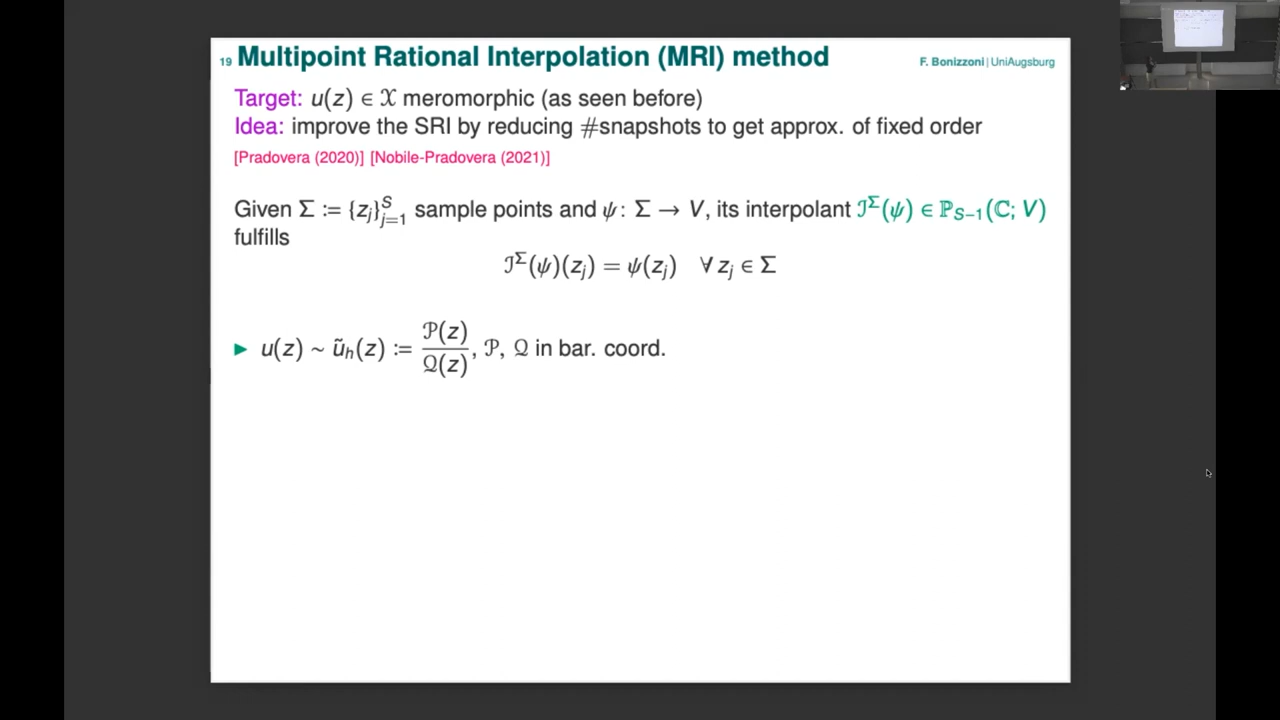 19 Multipoint Rational Interpolation (MRI) method
F. Bonizzoni | UniAugsburg
Target: u(z) ∈ 𝒳 meromorphic (as seen before)
Idea: improve the SRI by reducing #snapshots to get approx. of fixed order
[Pradovera (2020)] [Nobile-Pradovera (2021)]
Given Σ := {z_j}_{j=1}^S sample points and ψ : Σ → V, its interpolant ℐ^Σ(ψ) ∈ ℙ_{S−1}(ℂ; V)
fulfills
ℐ^Σ(ψ)(z_j) = ψ(z_j) ∀ z_j ∈ Σ
► u(z) ∼ ũ_h(z) := 𝒫(z)/𝒬(z), 𝒫, 𝒬 in bar. coord.